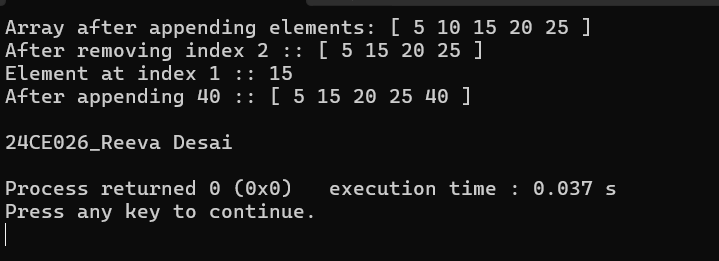 Array after appending elements: [ 5 10 15 20 25 ]
After removing index 2 :: [ 5 15 20 25 ]
Element at index 1 :: 15
After appending 40 :: [ 5 15 20 25 40 ]
24CE026_Reeva Desai
Process returned 0 (0x0)   execution time : 0.037 s
Press any key to continue.